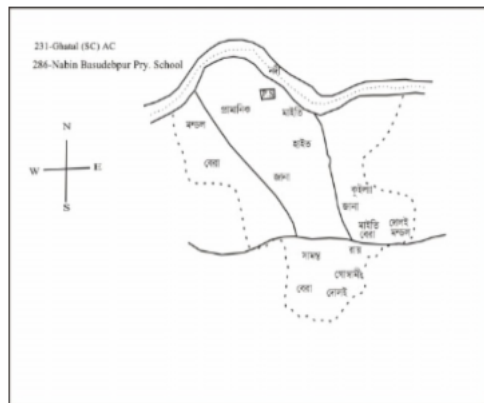 231-Ghatal (SC) AC
286-Nabin Basudebpur Pry. School
নদী
প্রামানিক
মাইতি
মন্ডল
হাইত
N
বেরা
জানা
W
E
কুইল্যা
S
জানা
মাইতি
দোলই
বেরা
মন্ডল
সামন্ত
রায়
গোস্বামী
বেরা
দোলই